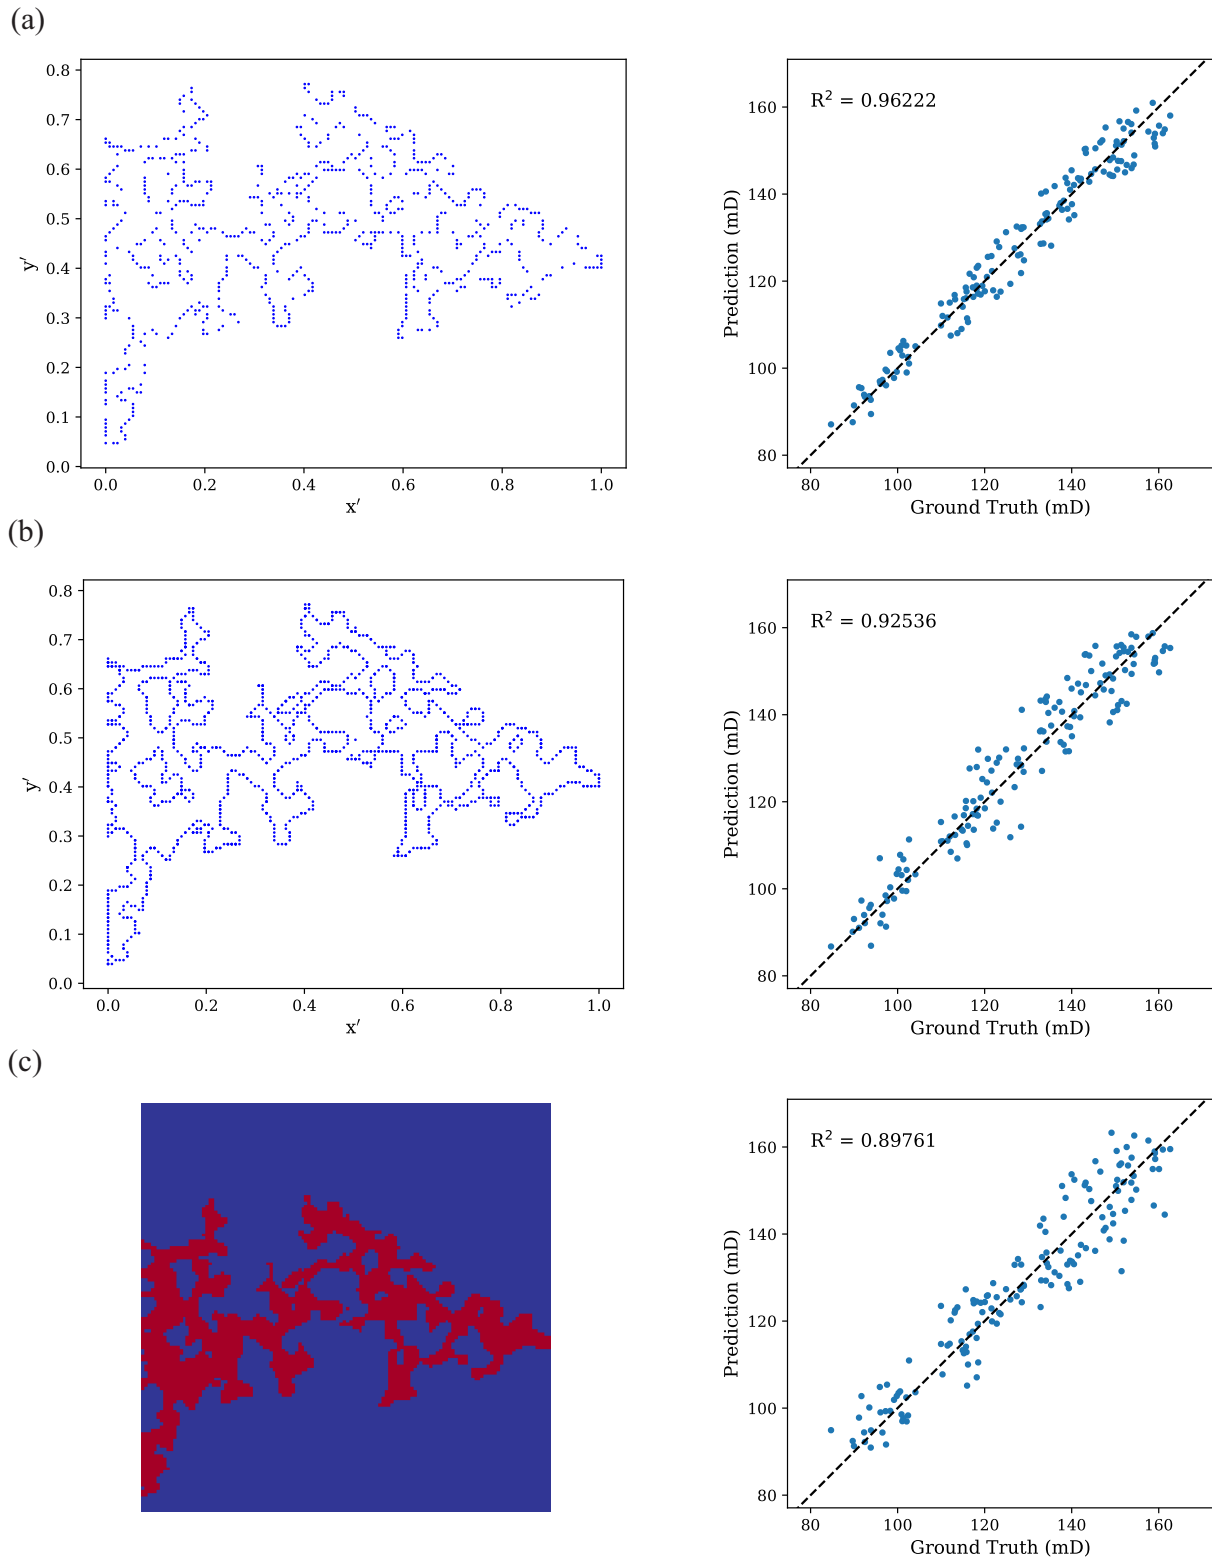 (a)
0.8
0.7
0.6
0.5
0.4
0.3
0.2
0.1
0.0
y′
0.0 0.2 0.4 0.6 0.8 1.0
x′
R² = 0.96222
160
140
120
100
80
Prediction (mD)
80 100 120 140 160
Ground Truth (mD)
(b)
0.8
0.7
0.6
0.5
0.4
0.3
0.2
0.1
0.0
y′
0.0 0.2 0.4 0.6 0.8 1.0
x′
R² = 0.92536
160
140
120
100
80
Prediction (mD)
80 100 120 140 160
Ground Truth (mD)
(c)
R² = 0.89761
160
140
120
100
80
Prediction (mD)
80 100 120 140 160
Ground Truth (mD)